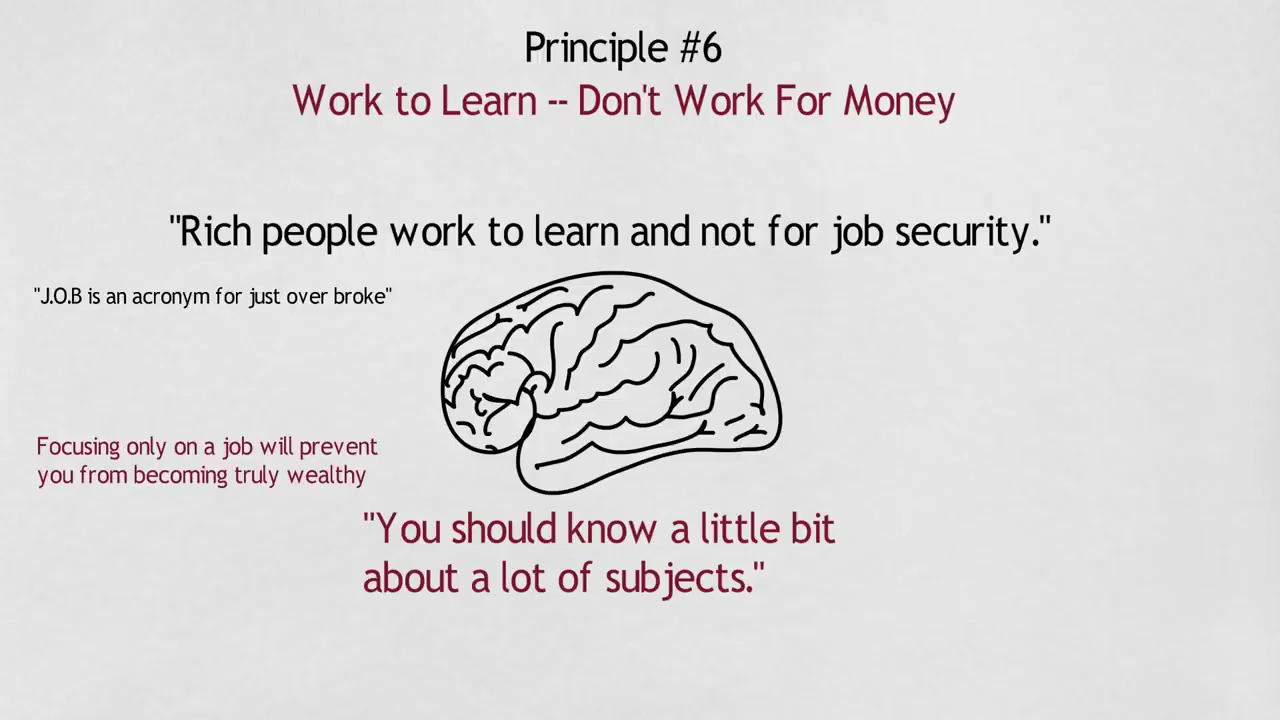 Principle #6
Work to Learn -- Don't Work For Money
"Rich people work to learn and not for job security."
"J.O.B is an acronym for just over broke"
Focusing only on a job will prevent
you from becoming truly wealthy
"You should know a little bit
about a lot of subjects."